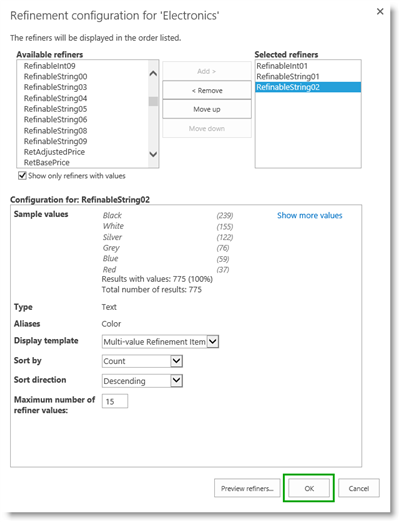 Refinement configuration for 'Electronics'
The refiners will be displayed in the order listed.
Available refiners
RefinableInt09
RefinableString00
RefinableString03
RefinableString04
RefinableString05
RefinableString06
RefinableString08
RefinableString09
RetAdjustedPrice
RetBasePrice
Add >
< Remove
Move up
Move down
Selected refiners
RefinableInt01
RefinableString01
RefinableString02
Show only refiners with values
Configuration for: RefinableString02
Sample values
Black (239)
White (155)
Silver (122)
Grey (76)
Blue (59)
Red (37)
Show more values
Results with values: 775 (100%)
Total number of results: 775
Type Text
Aliases Color
Display template Multi-value Refinement Item
Sort by Count
Sort direction Descending
Maximum number of
refiner values: 15
Preview refiners... OK Cancel